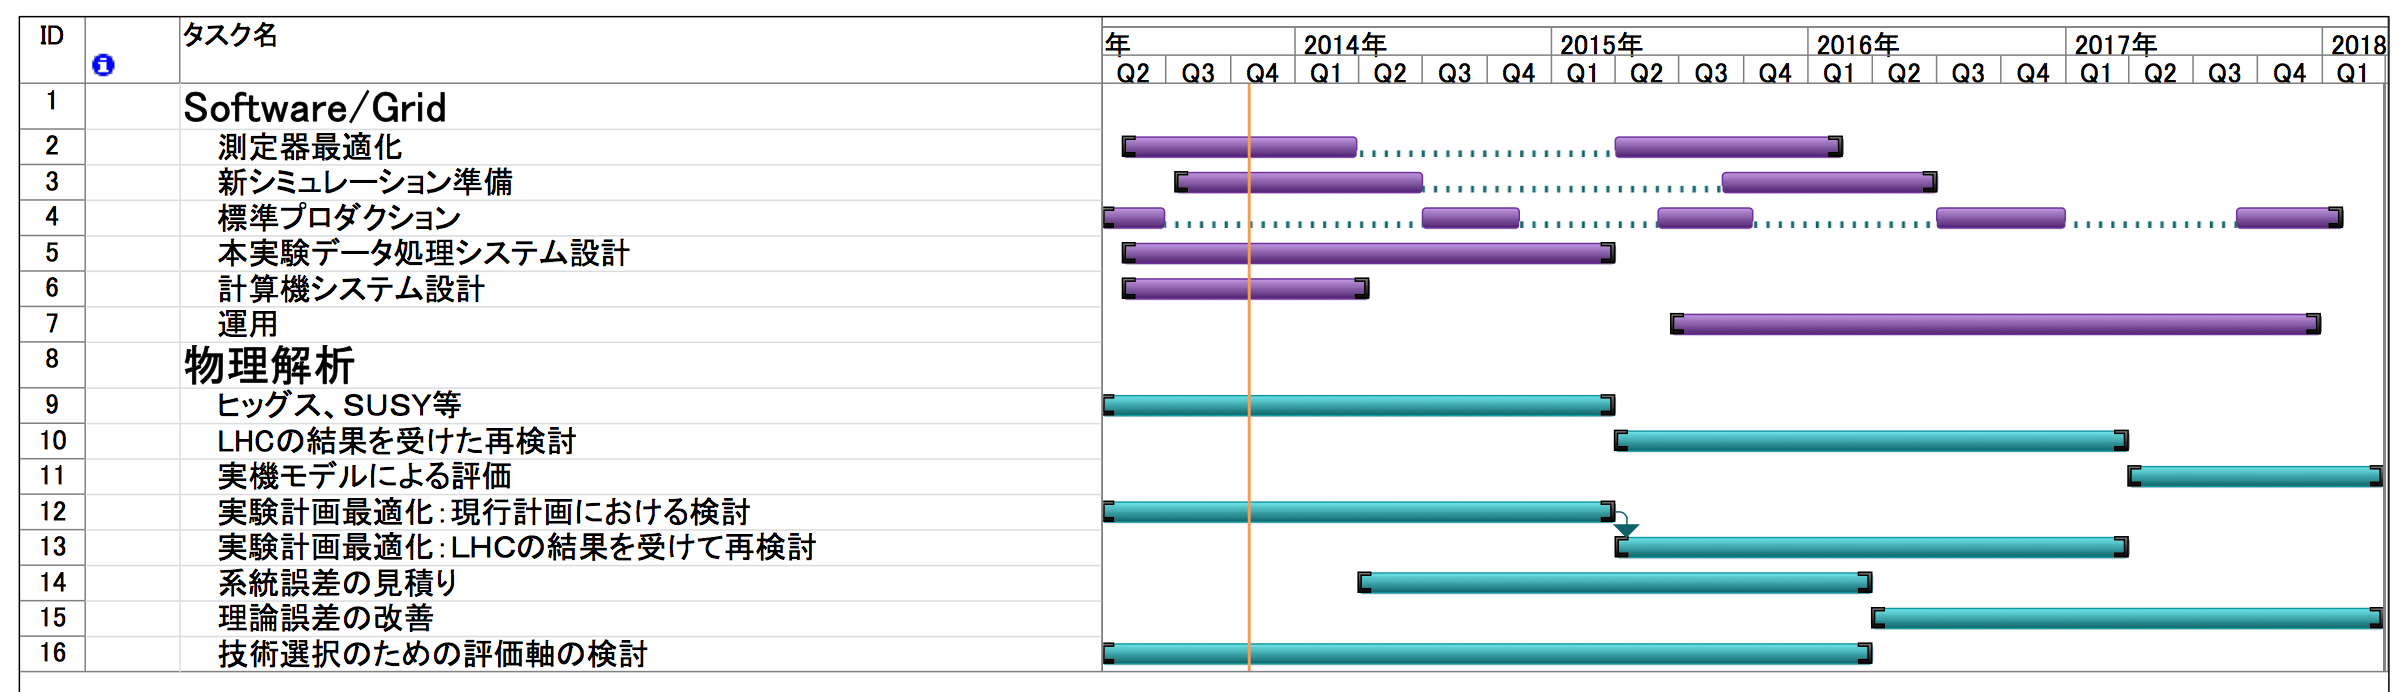 ID タスク名 年 2014年 2015年 2016年 2017年 2018
Q2 Q3 Q4 Q1 Q2 Q3 Q4 Q1 Q2 Q3 Q4 Q1 Q2 Q3 Q4 Q1 Q2 Q3 Q4 Q1
1 Software/Grid
2 測定器最適化
3 新シミュレーション準備
4 標準プロダクション
5 本実験データ処理システム設計
6 計算機システム設計
7 運用
8 物理解析
9 ヒッグス、SUSY等
10 LHCの結果を受けた再検討
11 実機モデルによる評価
12 実験計画最適化：現行計画における検討
13 実験計画最適化：LHCの結果を受けて再検討
14 系統誤差の見積り
15 理論誤差の改善
16 技術選択のための評価軸の検討